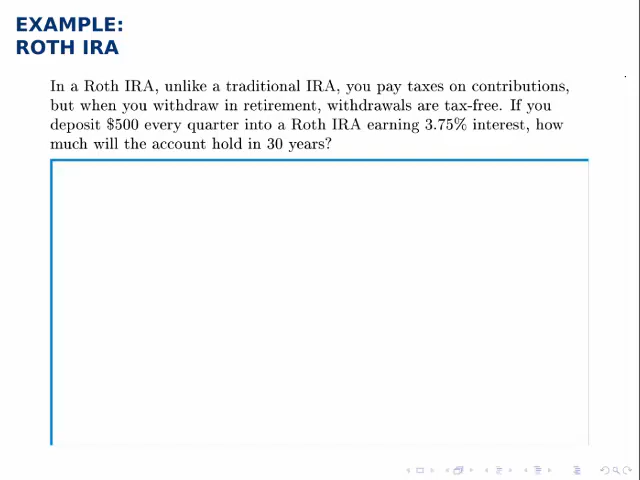 EXAMPLE:
ROTH IRA
In a Roth IRA, unlike a traditional IRA, you pay taxes on contributions,
but when you withdraw in retirement, withdrawals are tax-free. If you
deposit $500 every quarter into a Roth IRA earning 3.75% interest, how
much will the account hold in 30 years?